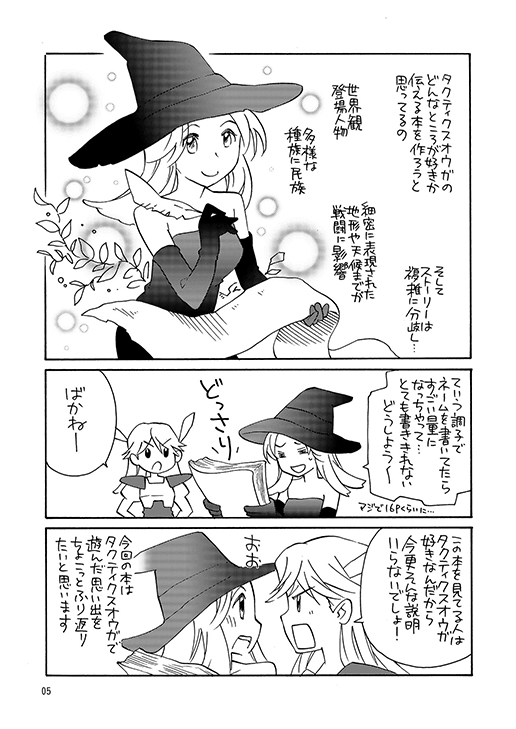 タクティクスオウガの
どんなところが好きか
伝える本を作ろうと
思ってるの
世界観
登場人物
多様な
種族に民族
細密に表現された
地形や天候までが
戦闘に影響
そして
ストーリーは
複雑に分岐し…
ていう調子で
ネームを書いてたら
すごい量に
なっちゃって…
とても書ききれない
どうしようー
マジで16Pくらいに…
どっさり
ばかねー
この本を見てる人は
タクティクスオウガが
好きなんだから
今更そんな説明
いらないでしょ!
おお
今回の本は
タクティクスオウガで
遊んだ思い出を
ちょこっとふり返り
たいと思います
05